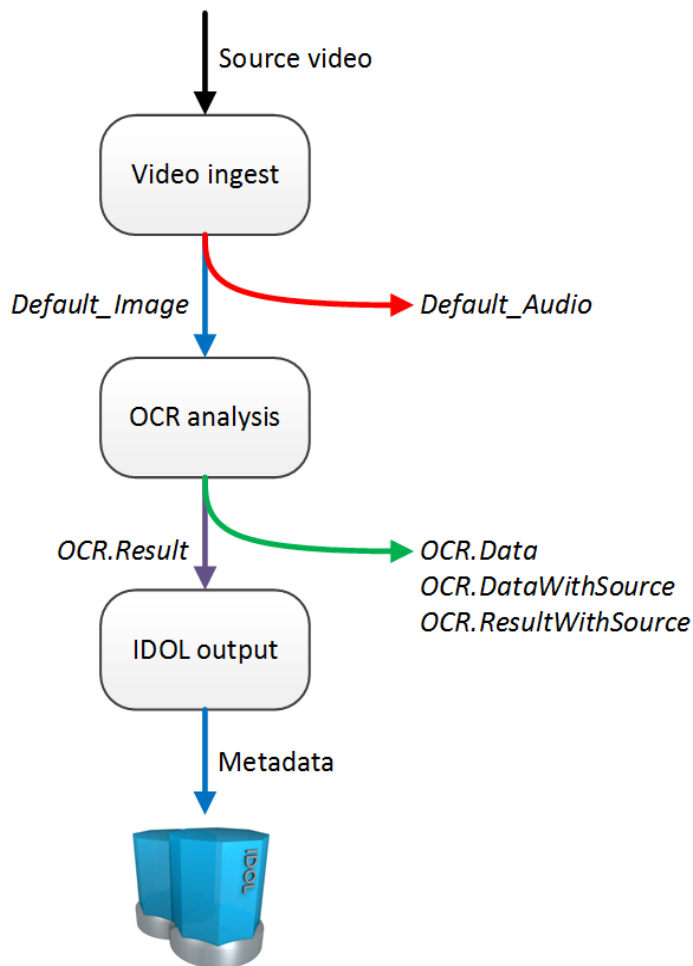 Source video
Video ingest
Default_Image
Default_Audio
OCR analysis
OCR.Result
OCR.Data
OCR.DataWithSource
OCR.ResultWithSource
IDOL output
Metadata
IDOL